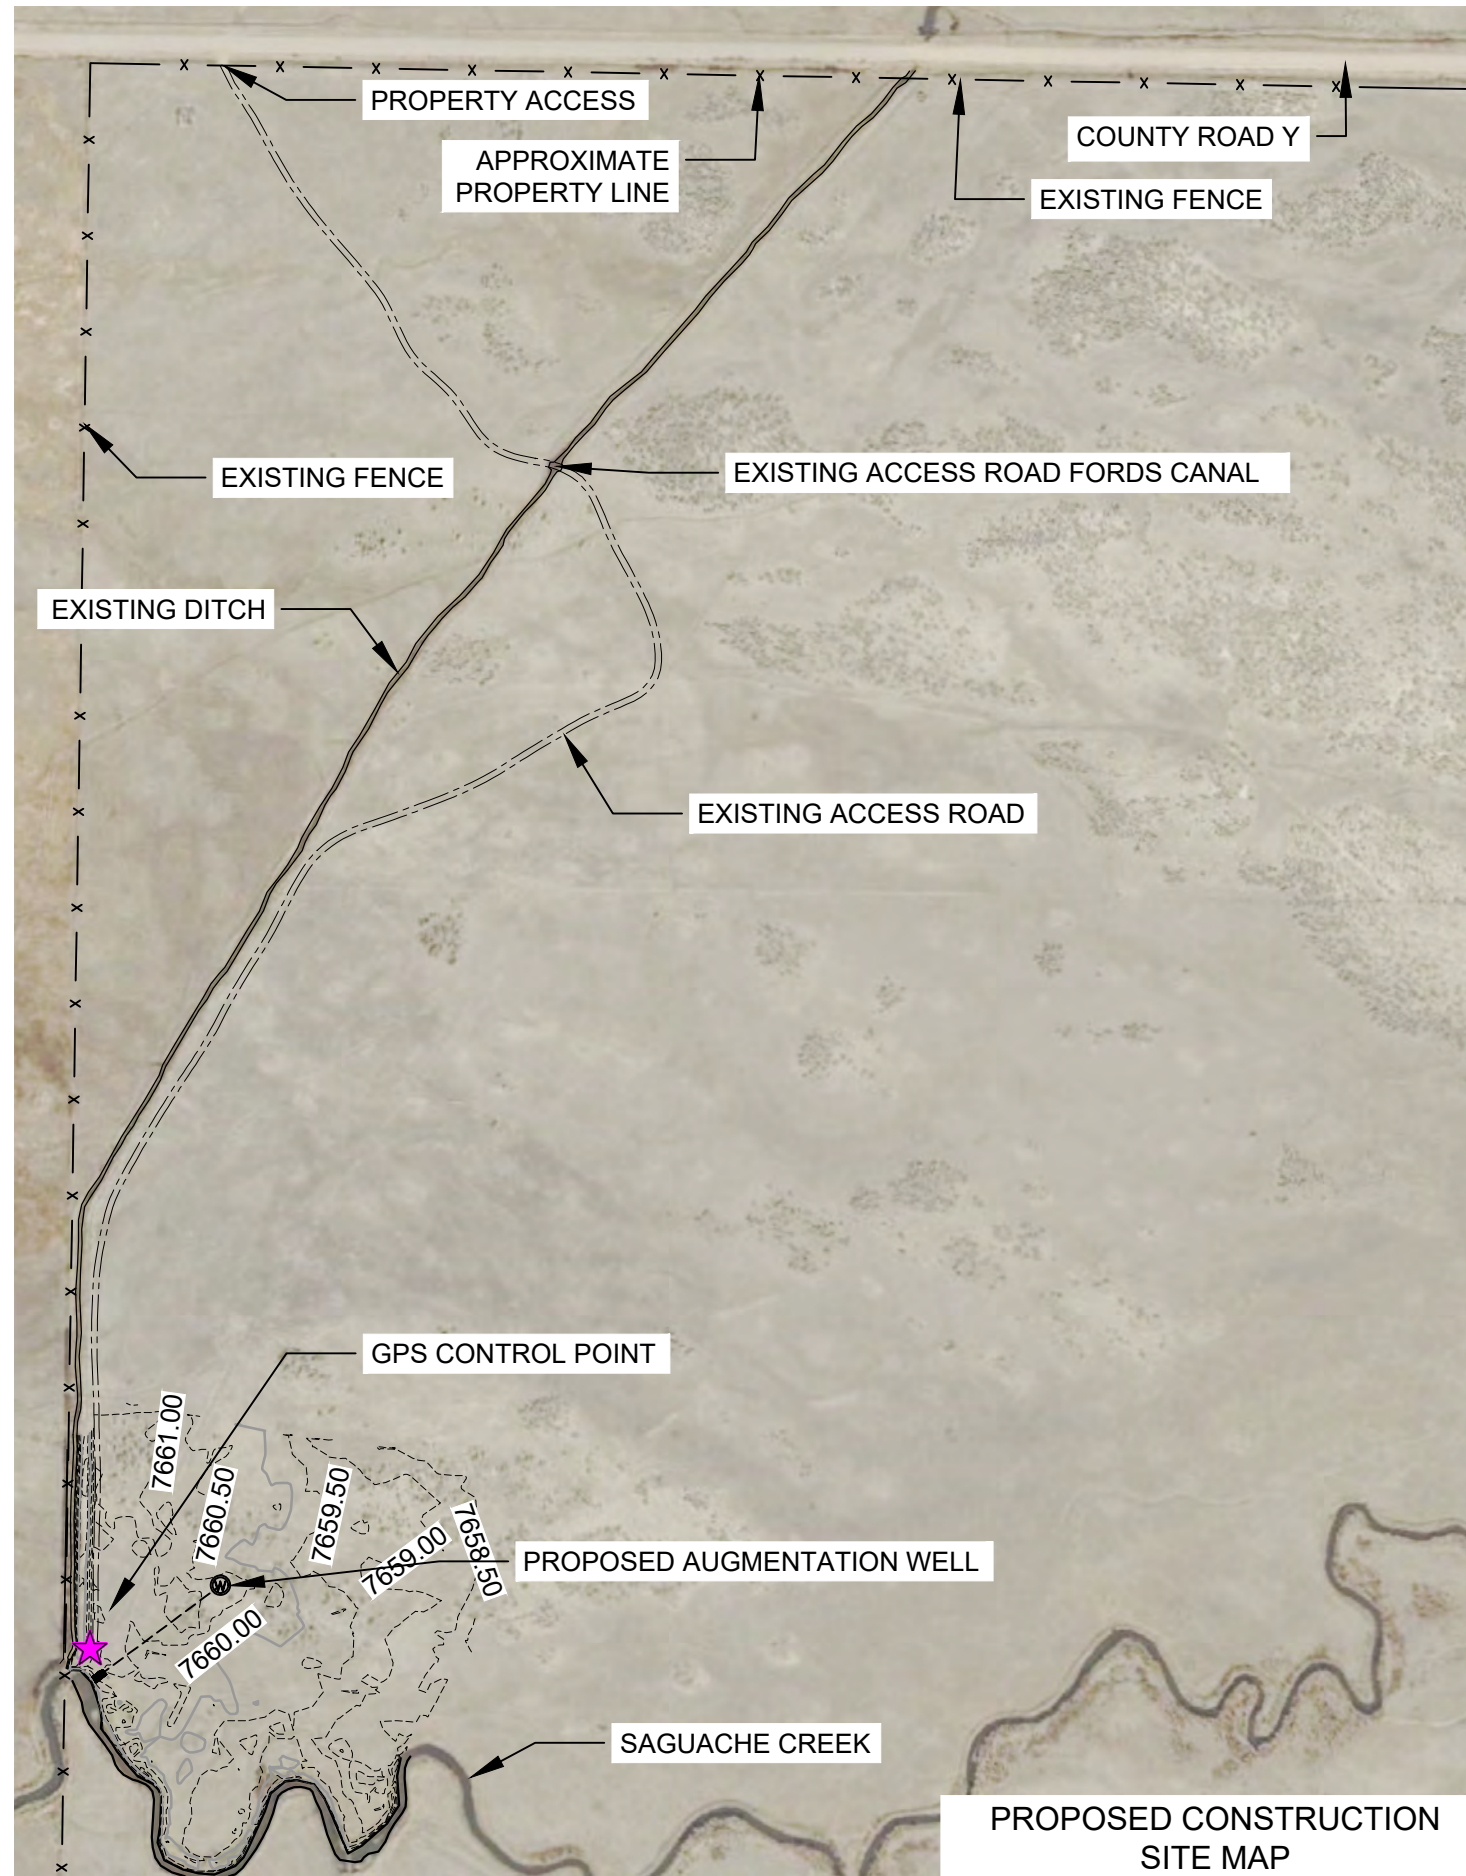 PROPERTY ACCESS
APPROXIMATE
PROPERTY LINE
COUNTY ROAD Y
EXISTING FENCE
EXISTING FENCE
EXISTING ACCESS ROAD FORDS CANAL
EXISTING DITCH
EXISTING ACCESS ROAD
GPS CONTROL POINT
7661.00
7660.50
7659.50
7659.00
7658.50
W
PROPOSED AUGMENTATION WELL
7660.00
SAGUACHE CREEK
PROPOSED CONSTRUCTION
SITE MAP